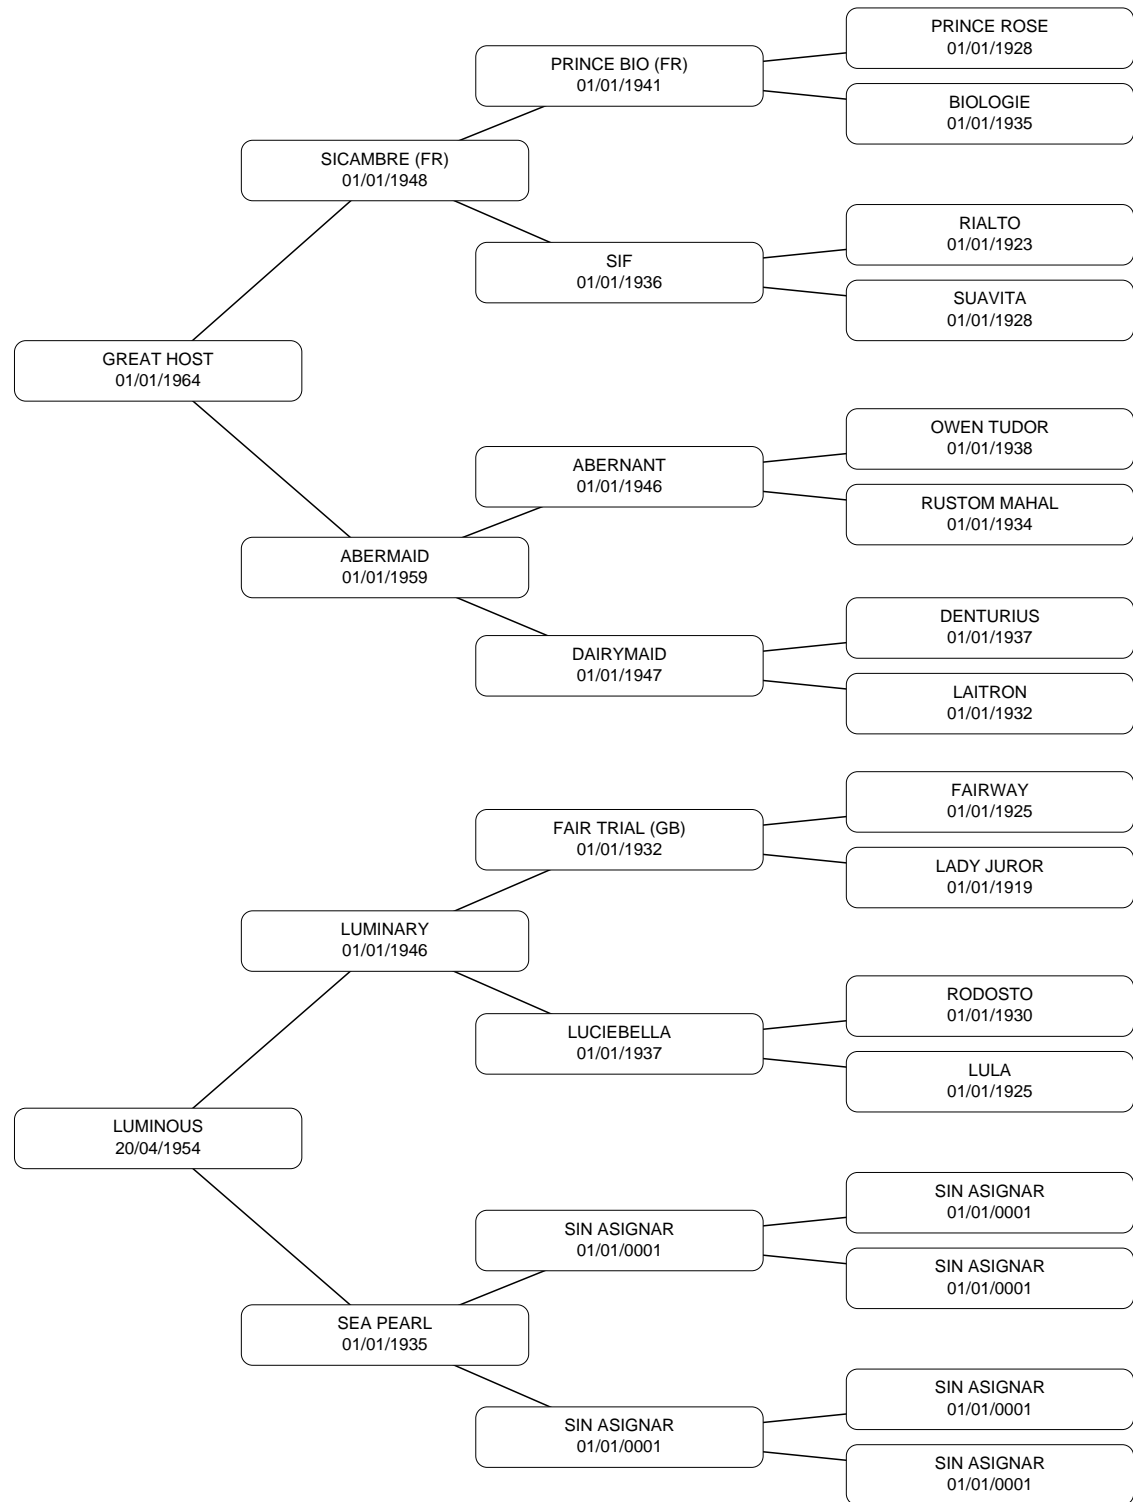 PRINCE ROSE
01/01/1928
PRINCE BIO (FR)
01/01/1941
BIOLOGIE
01/01/1935
SICAMBRE (FR)
01/01/1948
RIALTO
01/01/1923
SIF
01/01/1936
SUAVITA
01/01/1928
GREAT HOST
01/01/1964
OWEN TUDOR
01/01/1938
ABERNANT
01/01/1946
RUSTOM MAHAL
01/01/1934
ABERMAID
01/01/1959
DENTURIUS
01/01/1937
DAIRYMAID
01/01/1947
LAITRON
01/01/1932
FAIRWAY
01/01/1925
FAIR TRIAL (GB)
01/01/1932
LADY JUROR
01/01/1919
LUMINARY
01/01/1946
RODOSTO
01/01/1930
LUCIEBELLA
01/01/1937
LULA
01/01/1925
LUMINOUS
20/04/1954
SIN ASIGNAR
01/01/0001
SIN ASIGNAR
01/01/0001
SIN ASIGNAR
01/01/0001
SEA PEARL
01/01/1935
SIN ASIGNAR
01/01/0001
SIN ASIGNAR
01/01/0001
SIN ASIGNAR
01/01/0001